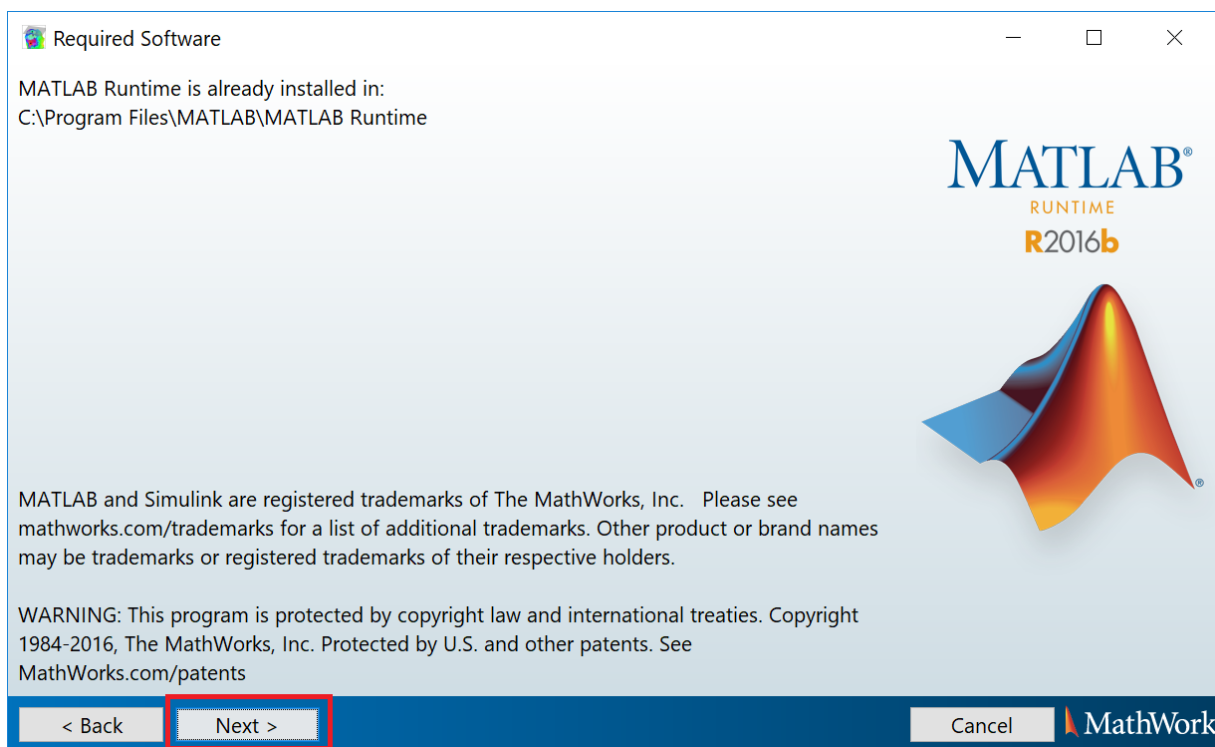 Required Software
MATLAB Runtime is already installed in:
C:\Program Files\MATLAB\MATLAB Runtime
MATLAB®
RUNTIME
R2016b
®
MATLAB and Simulink are registered trademarks of The MathWorks, Inc.   Please see
mathworks.com/trademarks for a list of additional trademarks. Other product or brand names
may be trademarks or registered trademarks of their respective holders.
WARNING: This program is protected by copyright law and international treaties. Copyright
1984-2016, The MathWorks, Inc. Protected by U.S. and other patents. See
MathWorks.com/patents
< Back
Next >
Cancel
MathWork